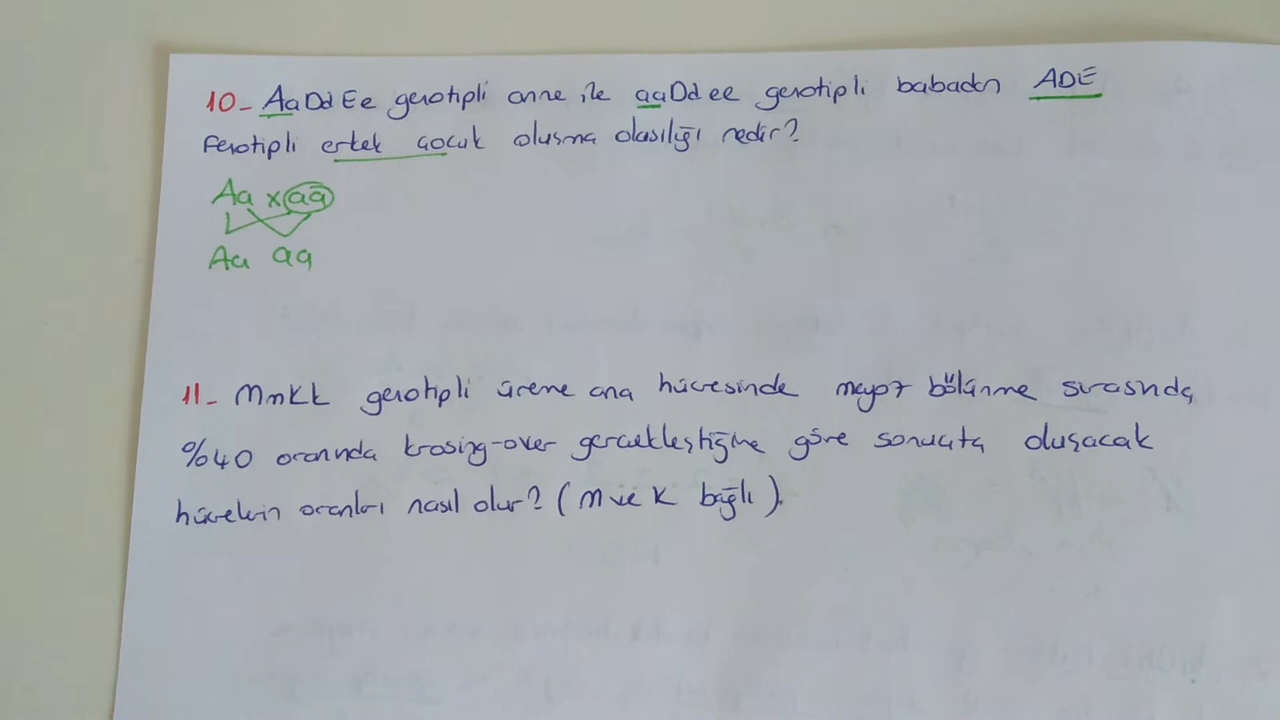 10- AaDdEe genotipli anne ile aaDdee genotipli babadan ADE
Fenotipli erkek çocuk oluşma olasılığı nedir?
Aa x aa
Aa aa
11- MmKk genotipli üreme ana hücresinde mayoz bölünme sırasında,
%40 oranında krosing-over gerçekleştiğine göre sonuçta oluşacak
hücrelerin oranları nasıl olur? (M ve K bağlı).